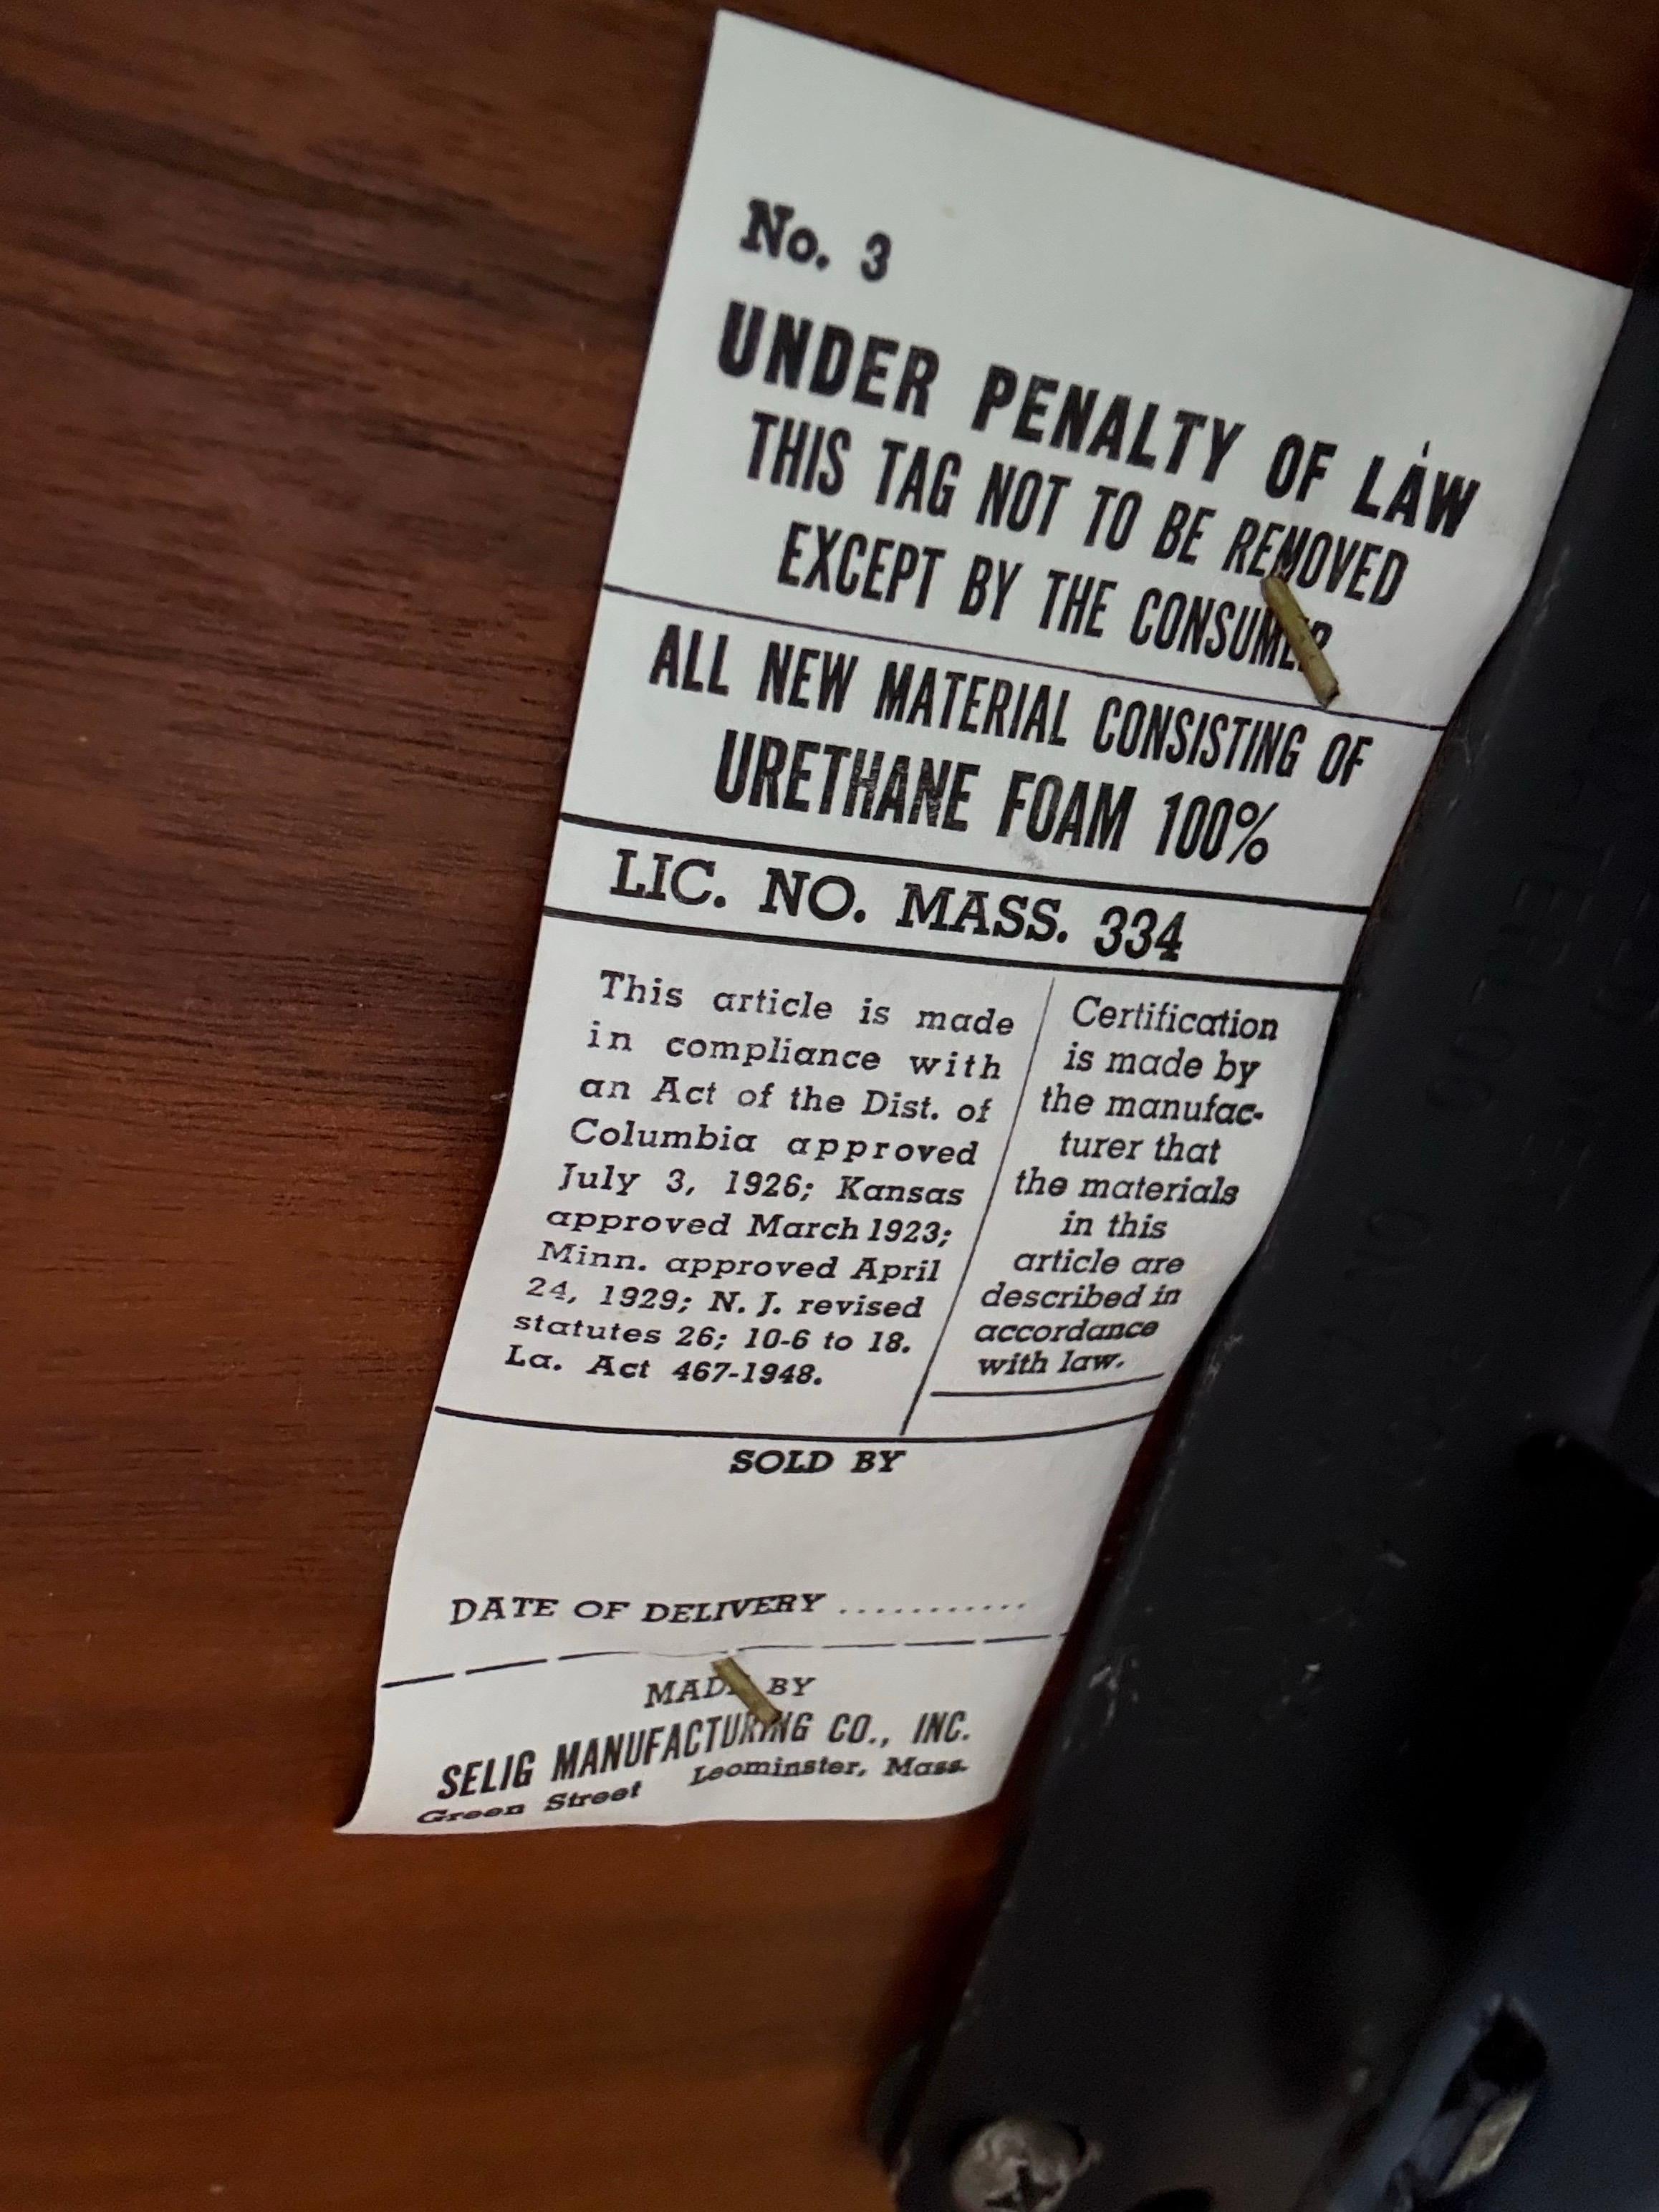 No. 3
UNDER PENALTY OF LAW
THIS TAG NOT TO BE REMOVED
EXCEPT BY THE CONSUMER
ALL NEW MATERIAL CONSISTING OF
URETHANE FOAM 100%
LIC. NO. MASS. 334
This article is made
in compliance with
an Act of the Dist. of
Columbia approved
July 3, 1926; Kansas
approved March 1923;
Minn. approved April
24, 1929; N. J. revised
statutes 26; 10-6 to 18.
La. Act 467-1948.
Certification
is made by
the manufac-
turer that
the materials
in this
article are
described in
accordance
with law.
SOLD BY
DATE OF DELIVERY ............
MADE BY
SELIG MANUFACTURING CO., INC.
Green Street Leominster, Mass.